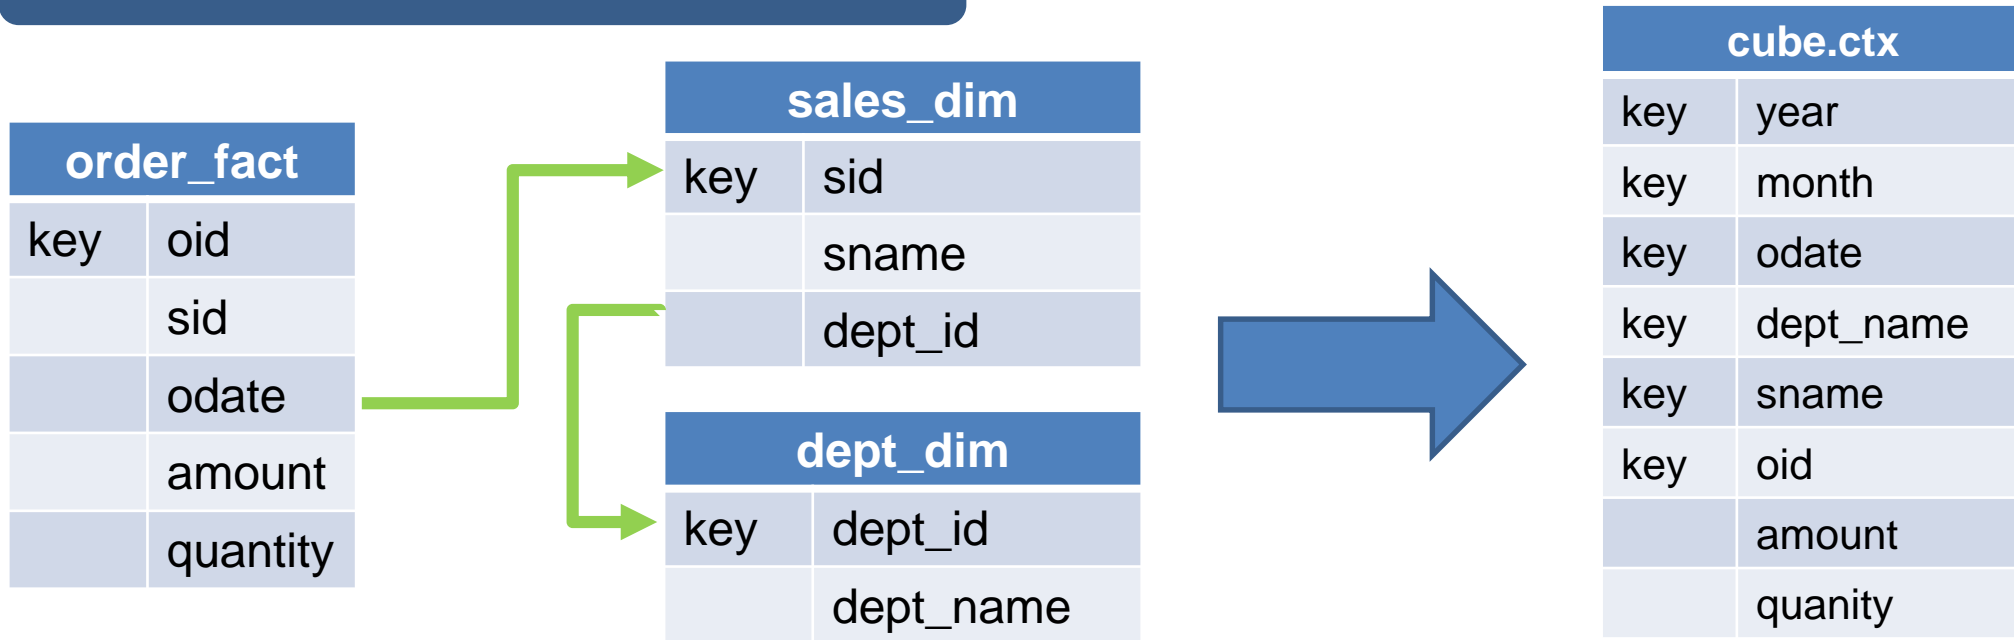 order_fact
key oid
sid
odate
amount
quantity
sales_dim
key sid
sname
dept_id
dept_dim
key dept_id
dept_name
cube.ctx
key year
key month
key odate
key dept_name
key sname
key oid
amount
quanity